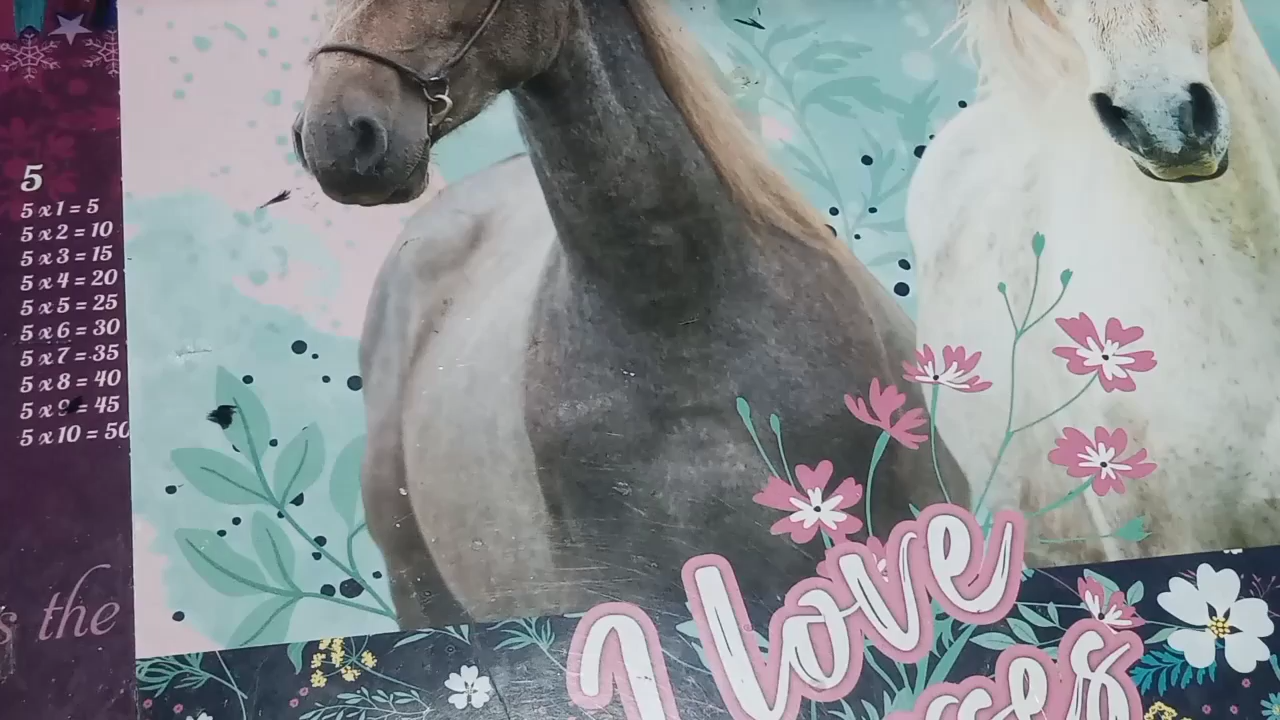 5
5 x 1 = 5
5 x 2 = 10
5 x 3 = 15
5 x 4 = 20
5 x 5 = 25
5 x 6 = 30
5 x 7 = 35
5 x 8 = 40
5 x 9 = 45
5 x 10 = 50
the
I love